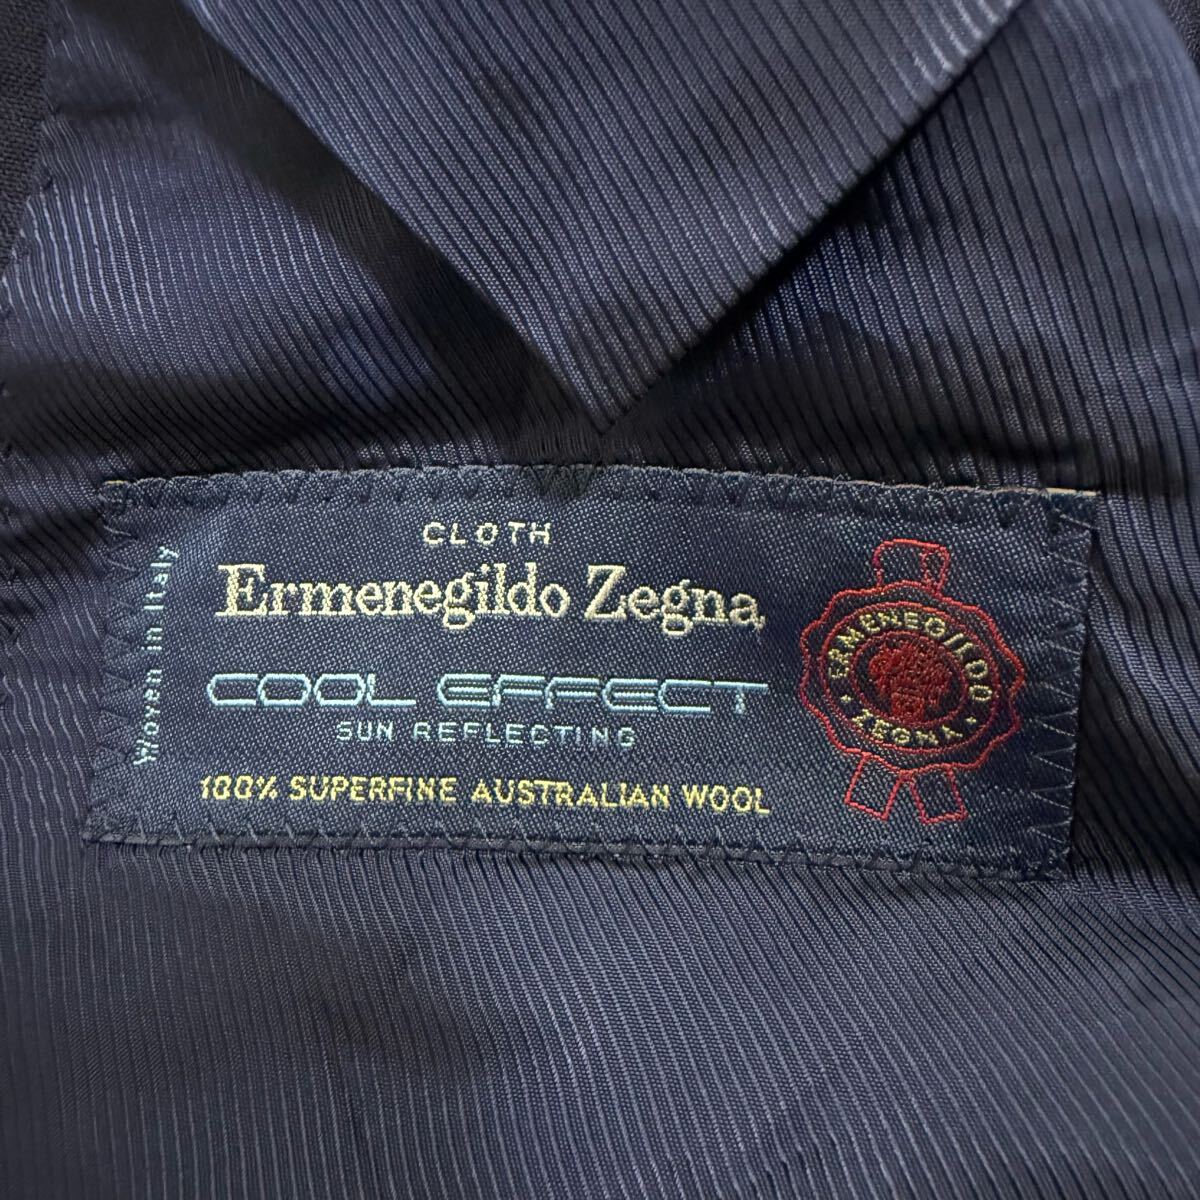 CLOTH
Ermenegildo Zegna
COOL EFFECT
SUN REFLECTING
100% SUPERFINE AUSTRALIAN WOOL
Woven in Italy
ERMENEGILDO
ZEGNA